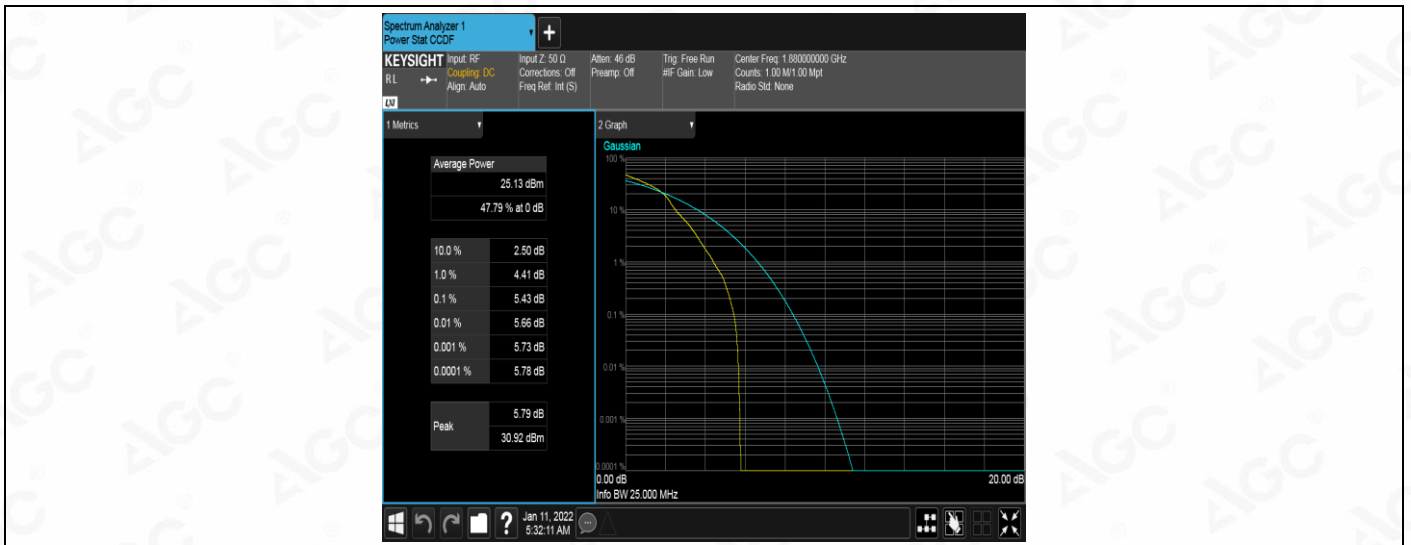 Spectrum Analyzer 1
Power Stat CCDF
+
KEYSIGHT
RL
LXI
Input: RF
Coupling: DC
Align: Auto
Input Z: 50 Ω
Corrections: Off
Freq Ref: Int (S)
Atten: 46 dB
Preamp: Off
Trig: Free Run
#IF Gain: Low
Center Freq: 1.880000000 GHz
Counts: 1.00 M/1.00 Mpt
Radio Std: None
1 Metrics
Average Power
25.13 dBm
47.79 % at 0 dB
10.0 % 2.50 dB
1.0 % 4.41 dB
0.1 % 5.43 dB
0.01 % 5.66 dB
0.001 % 5.73 dB
0.0001 % 5.78 dB
Peak
5.79 dB
30.92 dBm
2 Graph
Gaussian
100 %
10 %
1 %
0.1 %
0.01 %
0.001 %
0.0001 %
0.00 dB 20.00 dB
Info BW 25.000 MHz
?
Jan 11, 2022
5:32:11 AM
AGC